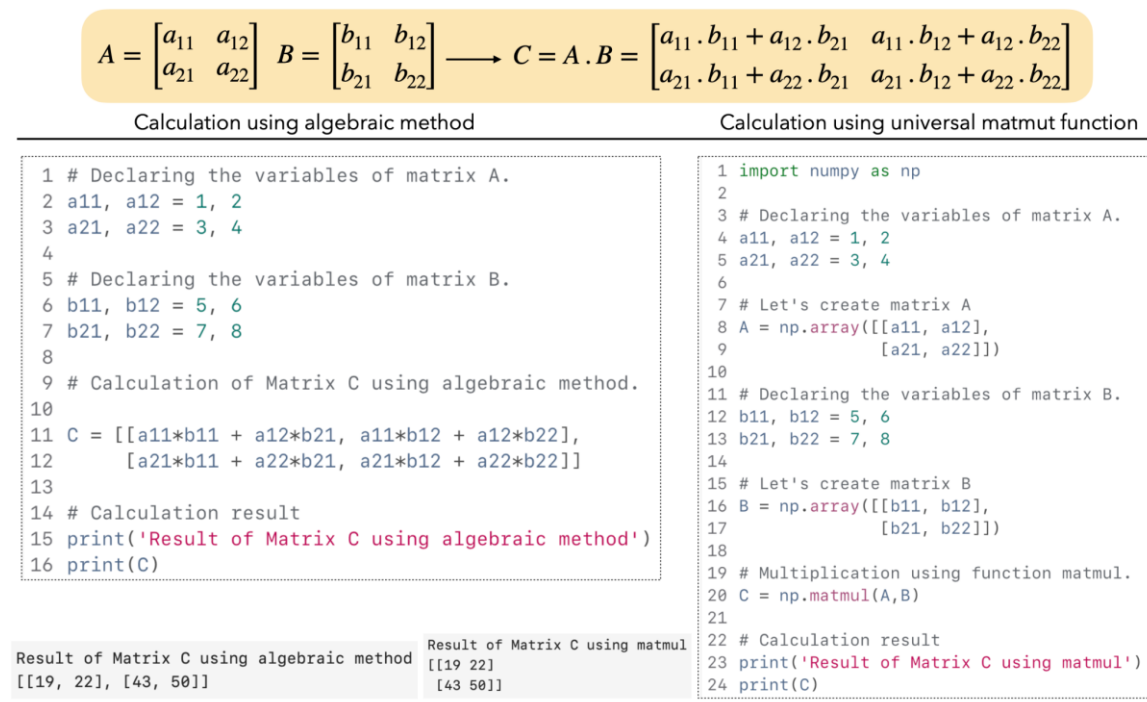 A = [a11 a12 B = [b11 b12 ⟶ C = A . B = [a11 . b11 + a12 . b21 a11 . b12 + a12 . b22
a21 a22] b21 b22] a21 . b11 + a22 . b21 a21 . b12 + a22 . b22]
Calculation using algebraic method
1 # Declaring the variables of matrix A.
2 a11, a12 = 1, 2
3 a21, a22 = 3, 4
4
5 # Declaring the variables of matrix B.
6 b11, b12 = 5, 6
7 b21, b22 = 7, 8
8
9 # Calculation of Matrix C using algebraic method.
10
11 C = [[a11*b11 + a12*b21, a11*b12 + a12*b22],
12      [a21*b11 + a22*b21, a21*b12 + a22*b22]]
13
14 # Calculation result
15 print('Result of Matrix C using algebraic method')
16 print(C)
Result of Matrix C using algebraic method
[[19, 22], [43, 50]]
Calculation using universal matmut function
1 import numpy as np
2
3 # Declaring the variables of matrix A.
4 a11, a12 = 1, 2
5 a21, a22 = 3, 4
6
7 # Let's create matrix A
8 A = np.array([[a11, a12],
9               [a21, a22]])
10
11 # Declaring the variables of matrix B.
12 b11, b12 = 5, 6
13 b21, b22 = 7, 8
14
15 # Let's create matrix B
16 B = np.array([[b11, b12],
17               [b21, b22]])
18
19 # Multiplication using function matmul.
20 C = np.matmul(A,B)
21
22 # Calculation result
23 print('Result of Matrix C using matmul')
24 print(C)
Result of Matrix C using matmul
[[19 22]
 [43 50]]